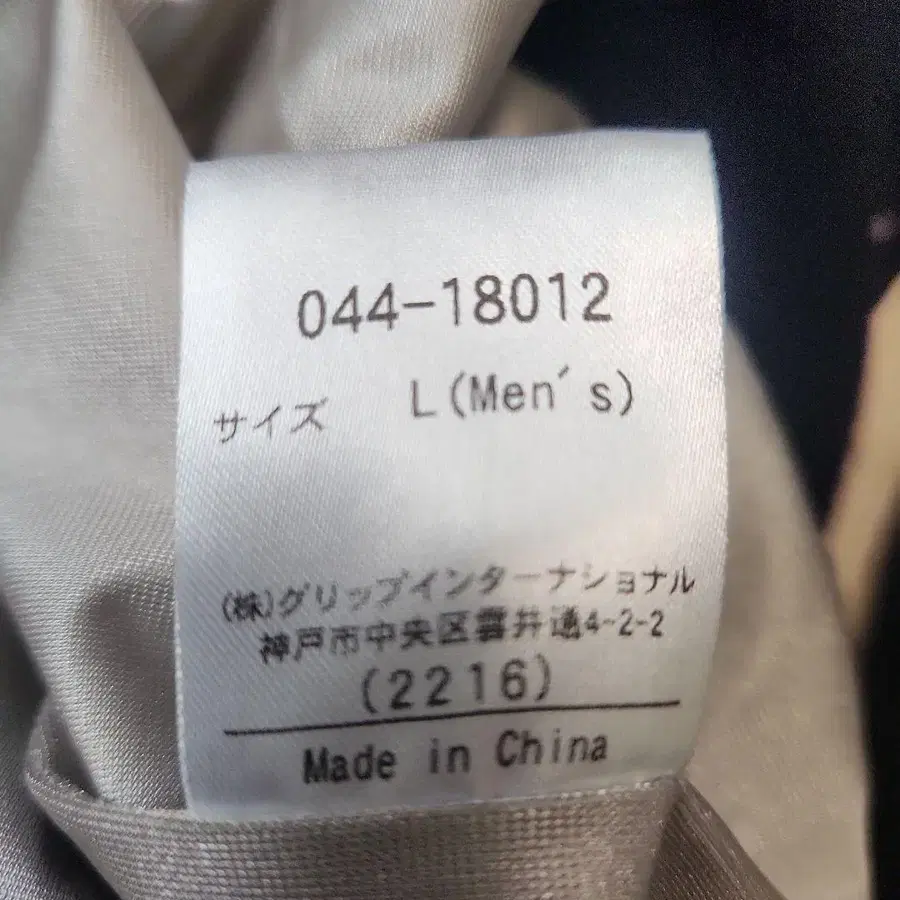 044-18012
サイズ L(Men's)
(株)グリップインターナショナル
神戸市中央区雲井通4-2-2
(2216)
Made in China